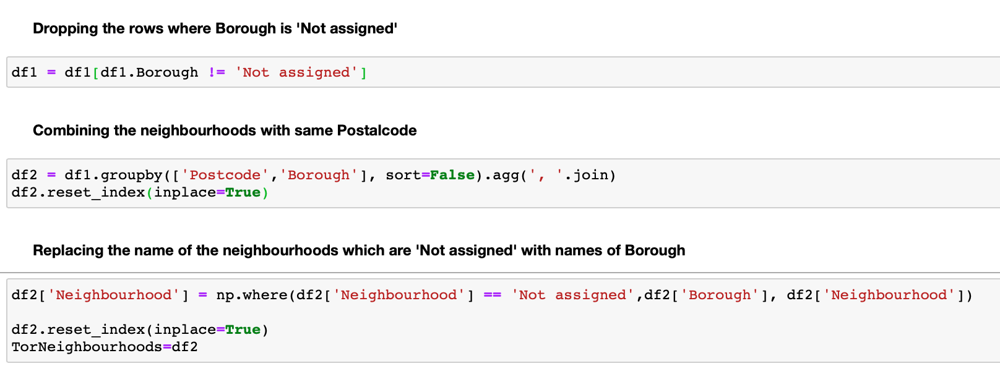 Dropping the rows where Borough is 'Not assigned'
df1 = df1[df1.Borough != 'Not assigned']
Combining the neighbourhoods with same Postalcode
df2 = df1.groupby(['Postcode','Borough'], sort=False).agg(', '.join)
df2.reset_index(inplace=True)
Replacing the name of the neighbourhoods which are 'Not assigned' with names of Borough
df2['Neighbourhood'] = np.where(df2['Neighbourhood'] == 'Not assigned',df2['Borough'], df2['Neighbourhood'])
df2.reset_index(inplace=True)
TorNeighbourhoods=df2